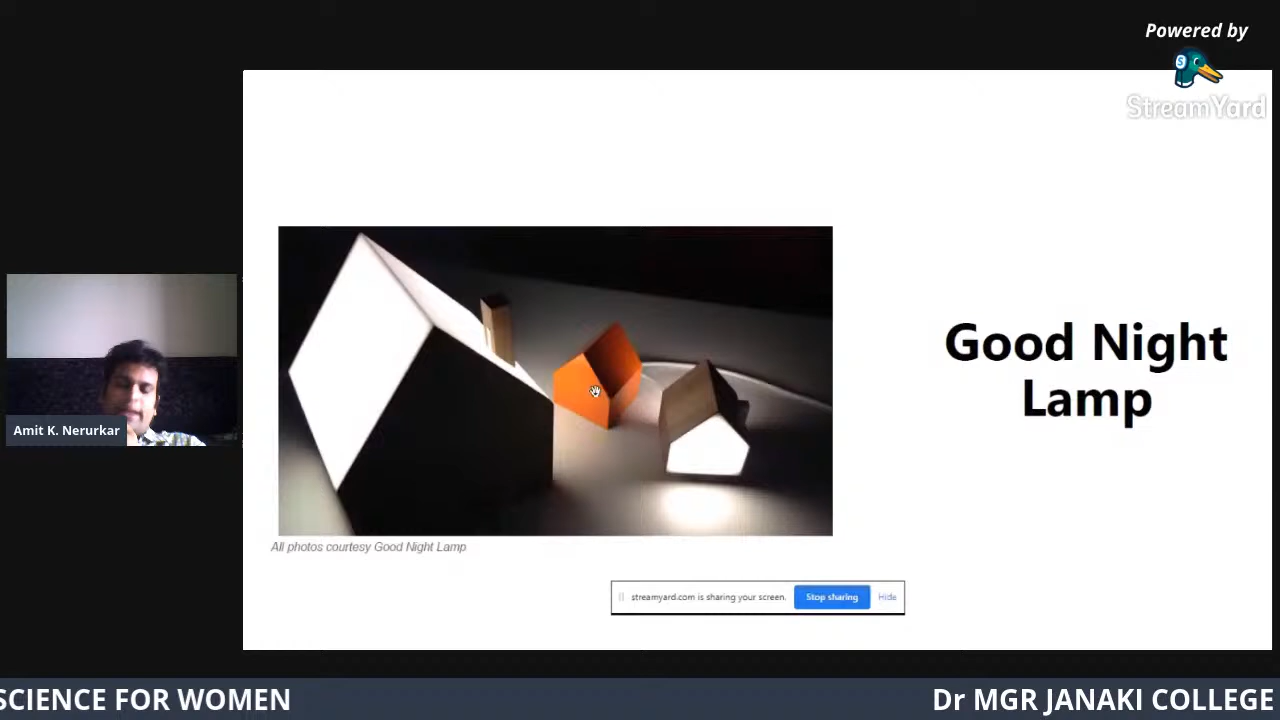 Powered by
StreamYard
Good Night
Lamp
Amit K. Nerurkar
All photos courtesy Good Night Lamp
streamyard.com is sharing your screen. Stop sharing Hide
SCIENCE FOR WOMEN Dr MGR JANAKI COLLEGE